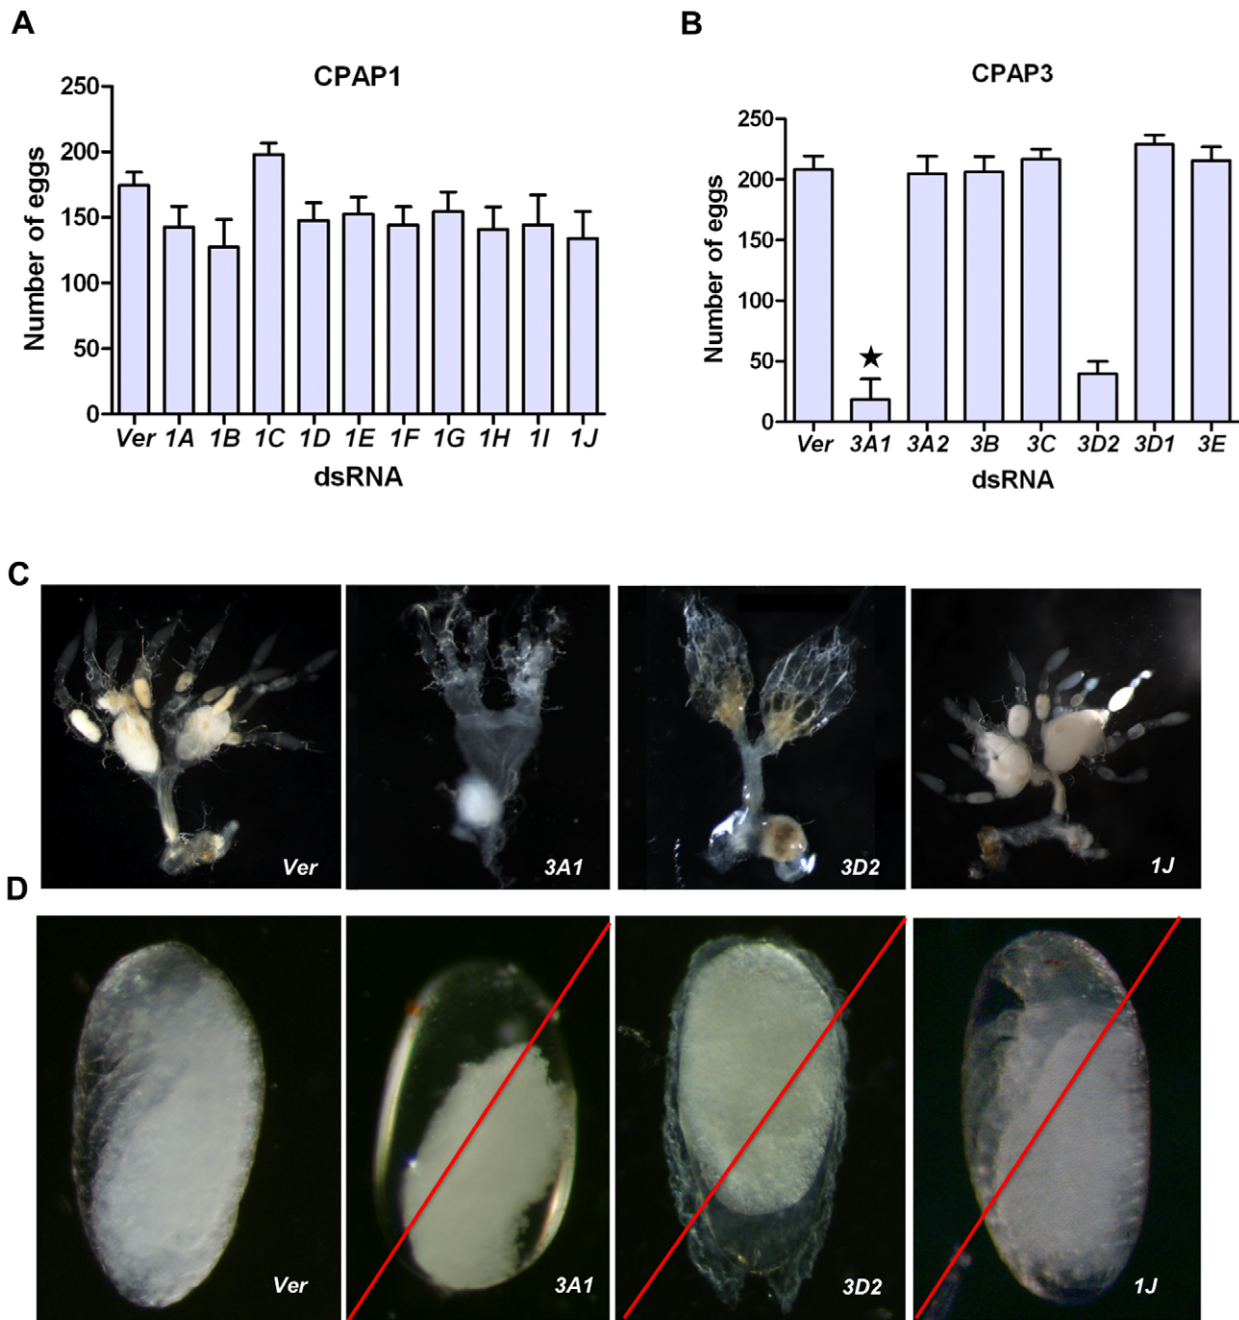 A
B
CPAP1
CPAP3
Number of eggs
250
200
150
100
50
0
Ver 1A 1B 1C 1D 1E 1F 1G 1H 1I 1J
dsRNA
Number of eggs
250
200
150
100
50
0
Ver 3A1 3A2 3B 3C 3D2 3D1 3E
dsRNA
C
Ver
3A1
3D2
1J
D
Ver
3A1
3D2
1J